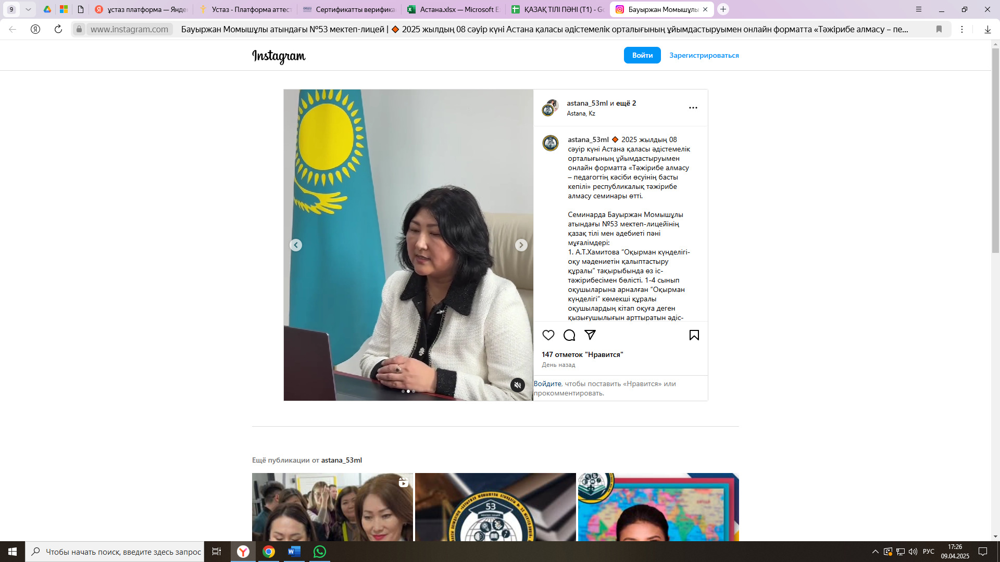 9
ұстаз платформа — Яндек
Устаз - Платформа аттест
Сертификатты верифика
Астана.xlsx — Microsoft E
ҚАЗАҚ ТІЛІ ПӘНІ (Т1) - Go
Бауыржан Момышұлы
www.instagram.com
Бауыржан Момышұлы атындағы №53 мектеп-лицей | 🔸 2025 жылдың 08 сәуір күні Астана қаласы әдістемелік орталығының ұйымдастыруымен онлайн форматта «Тәжірибе алмасу – пе...
Instagram
Войти
Зарегистрироваться
astana_53ml и ещё 2
Astana, Kz
astana_53ml 🔸 2025 жылдың 08
сәуір күні Астана қаласы әдістемелік
орталығының ұйымдастыруымен
онлайн форматта «Тәжірибе алмасу
– педагогтің кәсіби өсуінің басты
кепілі» республикалық тәжірибе
алмасу семинары өтті.
Семинарда Бауыржан Момышұлы
атындағы №53 мектеп-лицейінің
қазақ тілі мен әдебиеті пәні
мұғалімдері:
1. А.Т.Хамитова “Оқырман күнделігі-
оқу мәдениетін қалыптастыру
құралы” тақырыбында өз іс-
тәжірибесімен бөлісті. 1-4 сынып
оқушыларына арналған “Оқырман
күнделігі” көмекші құралы
оқушылардың кітап оқуға деген
қызығушылығын арттыратын әдіс-
147 отметок "Нравится"
День назад
Войдите, чтобы поставить «Нравится» или
прокомментировать.
Ещё публикации от astana_53ml
53
Чтобы начать поиск, введите здесь запрос
РУС
17:26
09.04.2025